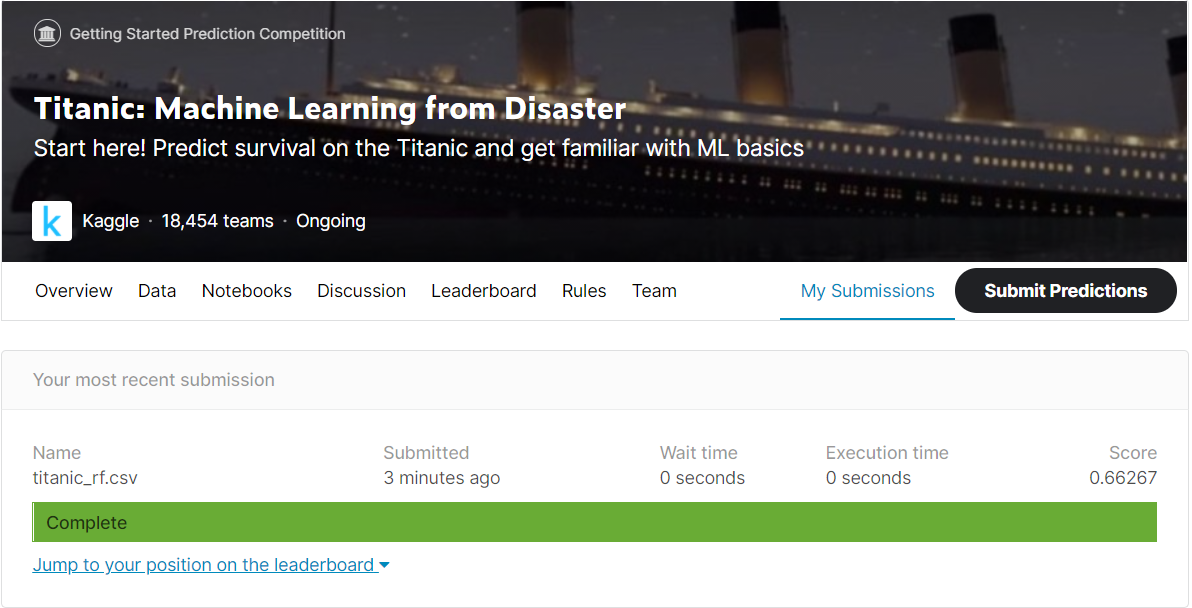 Getting Started Prediction Competition
Titanic: Machine Learning from Disaster
Start here! Predict survival on the Titanic and get familiar with ML basics
k
Kaggle · 18,454 teams · Ongoing
Overview Data Notebooks Discussion Leaderboard Rules Team My Submissions Submit Predictions
Your most recent submission
Name Submitted Wait time Execution time Score
titanic_rf.csv 3 minutes ago 0 seconds 0 seconds 0.66267
Complete
Jump to your position on the leaderboard